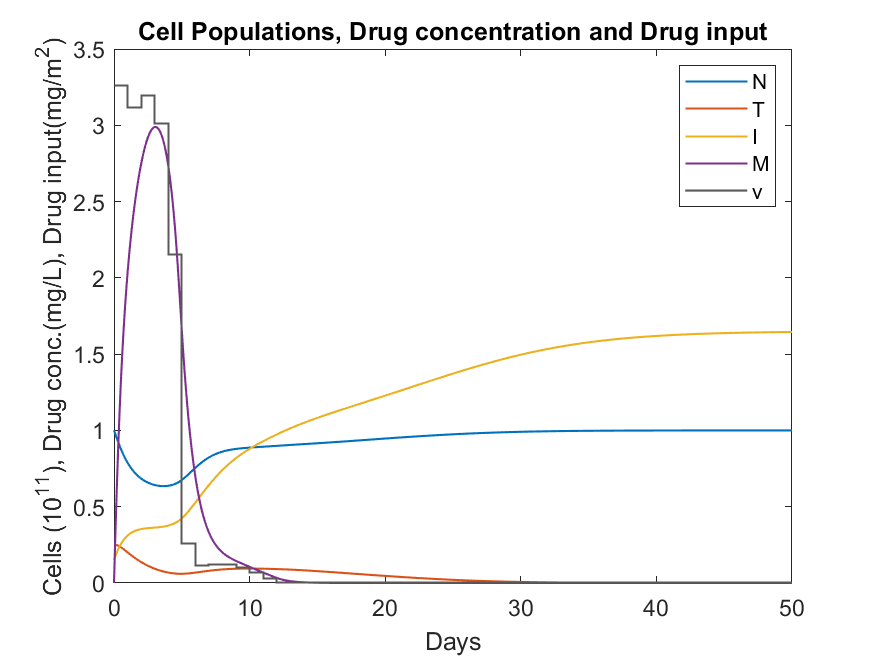 Cell Populations, Drug concentration and Drug input
Cells (10^11), Drug conc.(mg/L), Drug input(mg/m^2)
3.5
3
2.5
2
1.5
1
0.5
0
N
T
I
M
v
0 10 20 30 40 50
Days